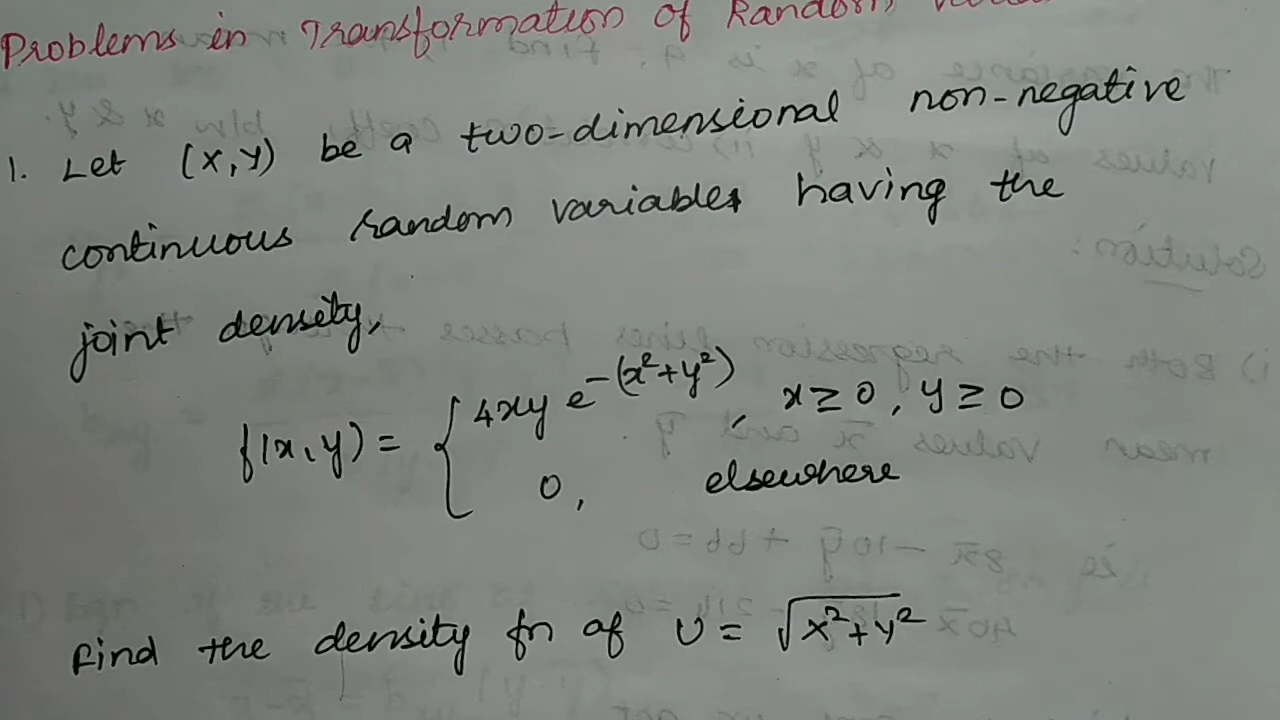 Problems in Transformation of Random
1. Let (X,Y) be a two-dimensional non-negative
continuous random variables having the
joint density,
f(x,y) = { 4xy e^-(x²+y²), x ≥ 0, y ≥ 0
0, elsewhere
Find the density fn of U = √X²+Y²